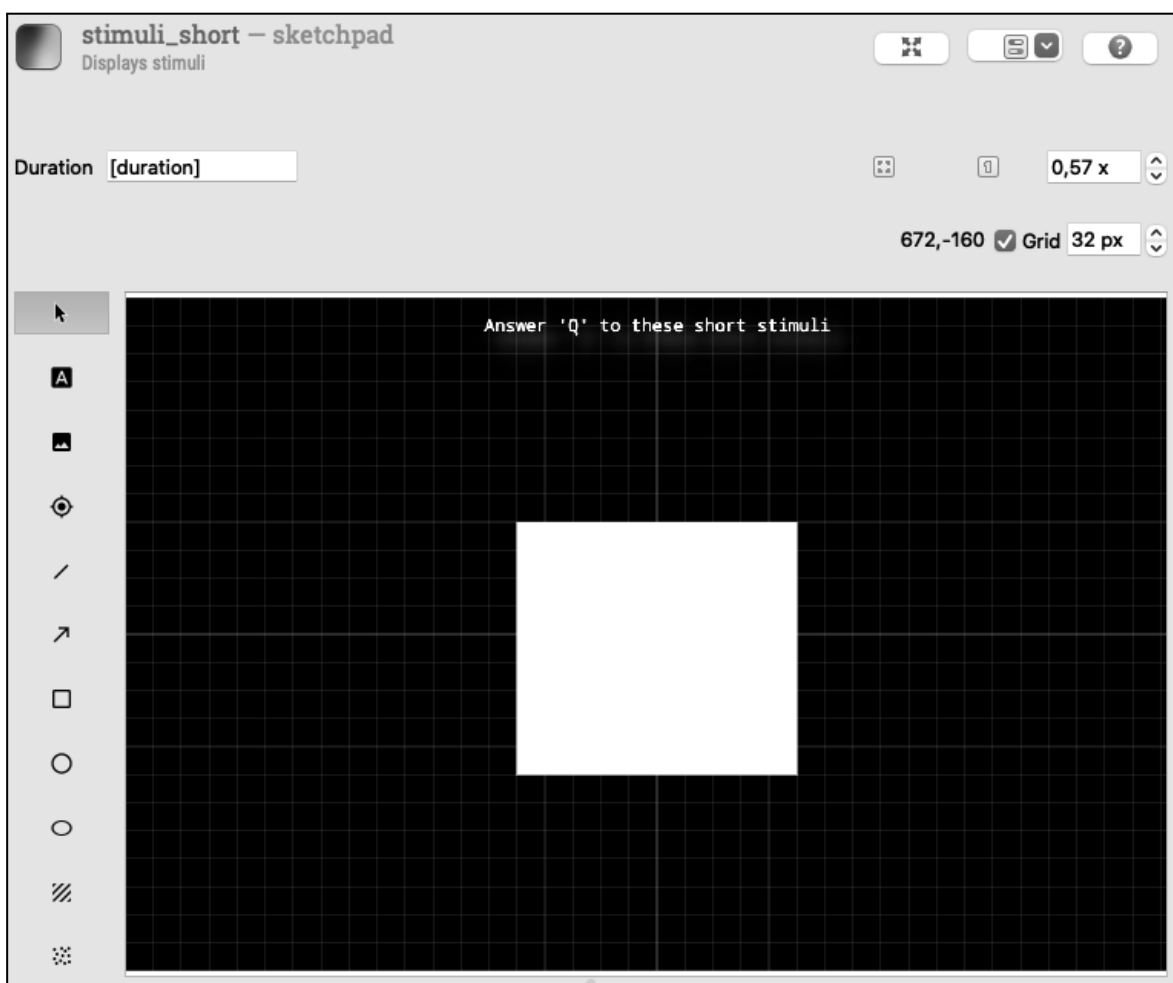 stimuli_short — sketchpad
Displays stimuli
Duration [duration]
0,57 x
672,-160 Grid 32 px
A
Answer 'Q' to these short stimuli